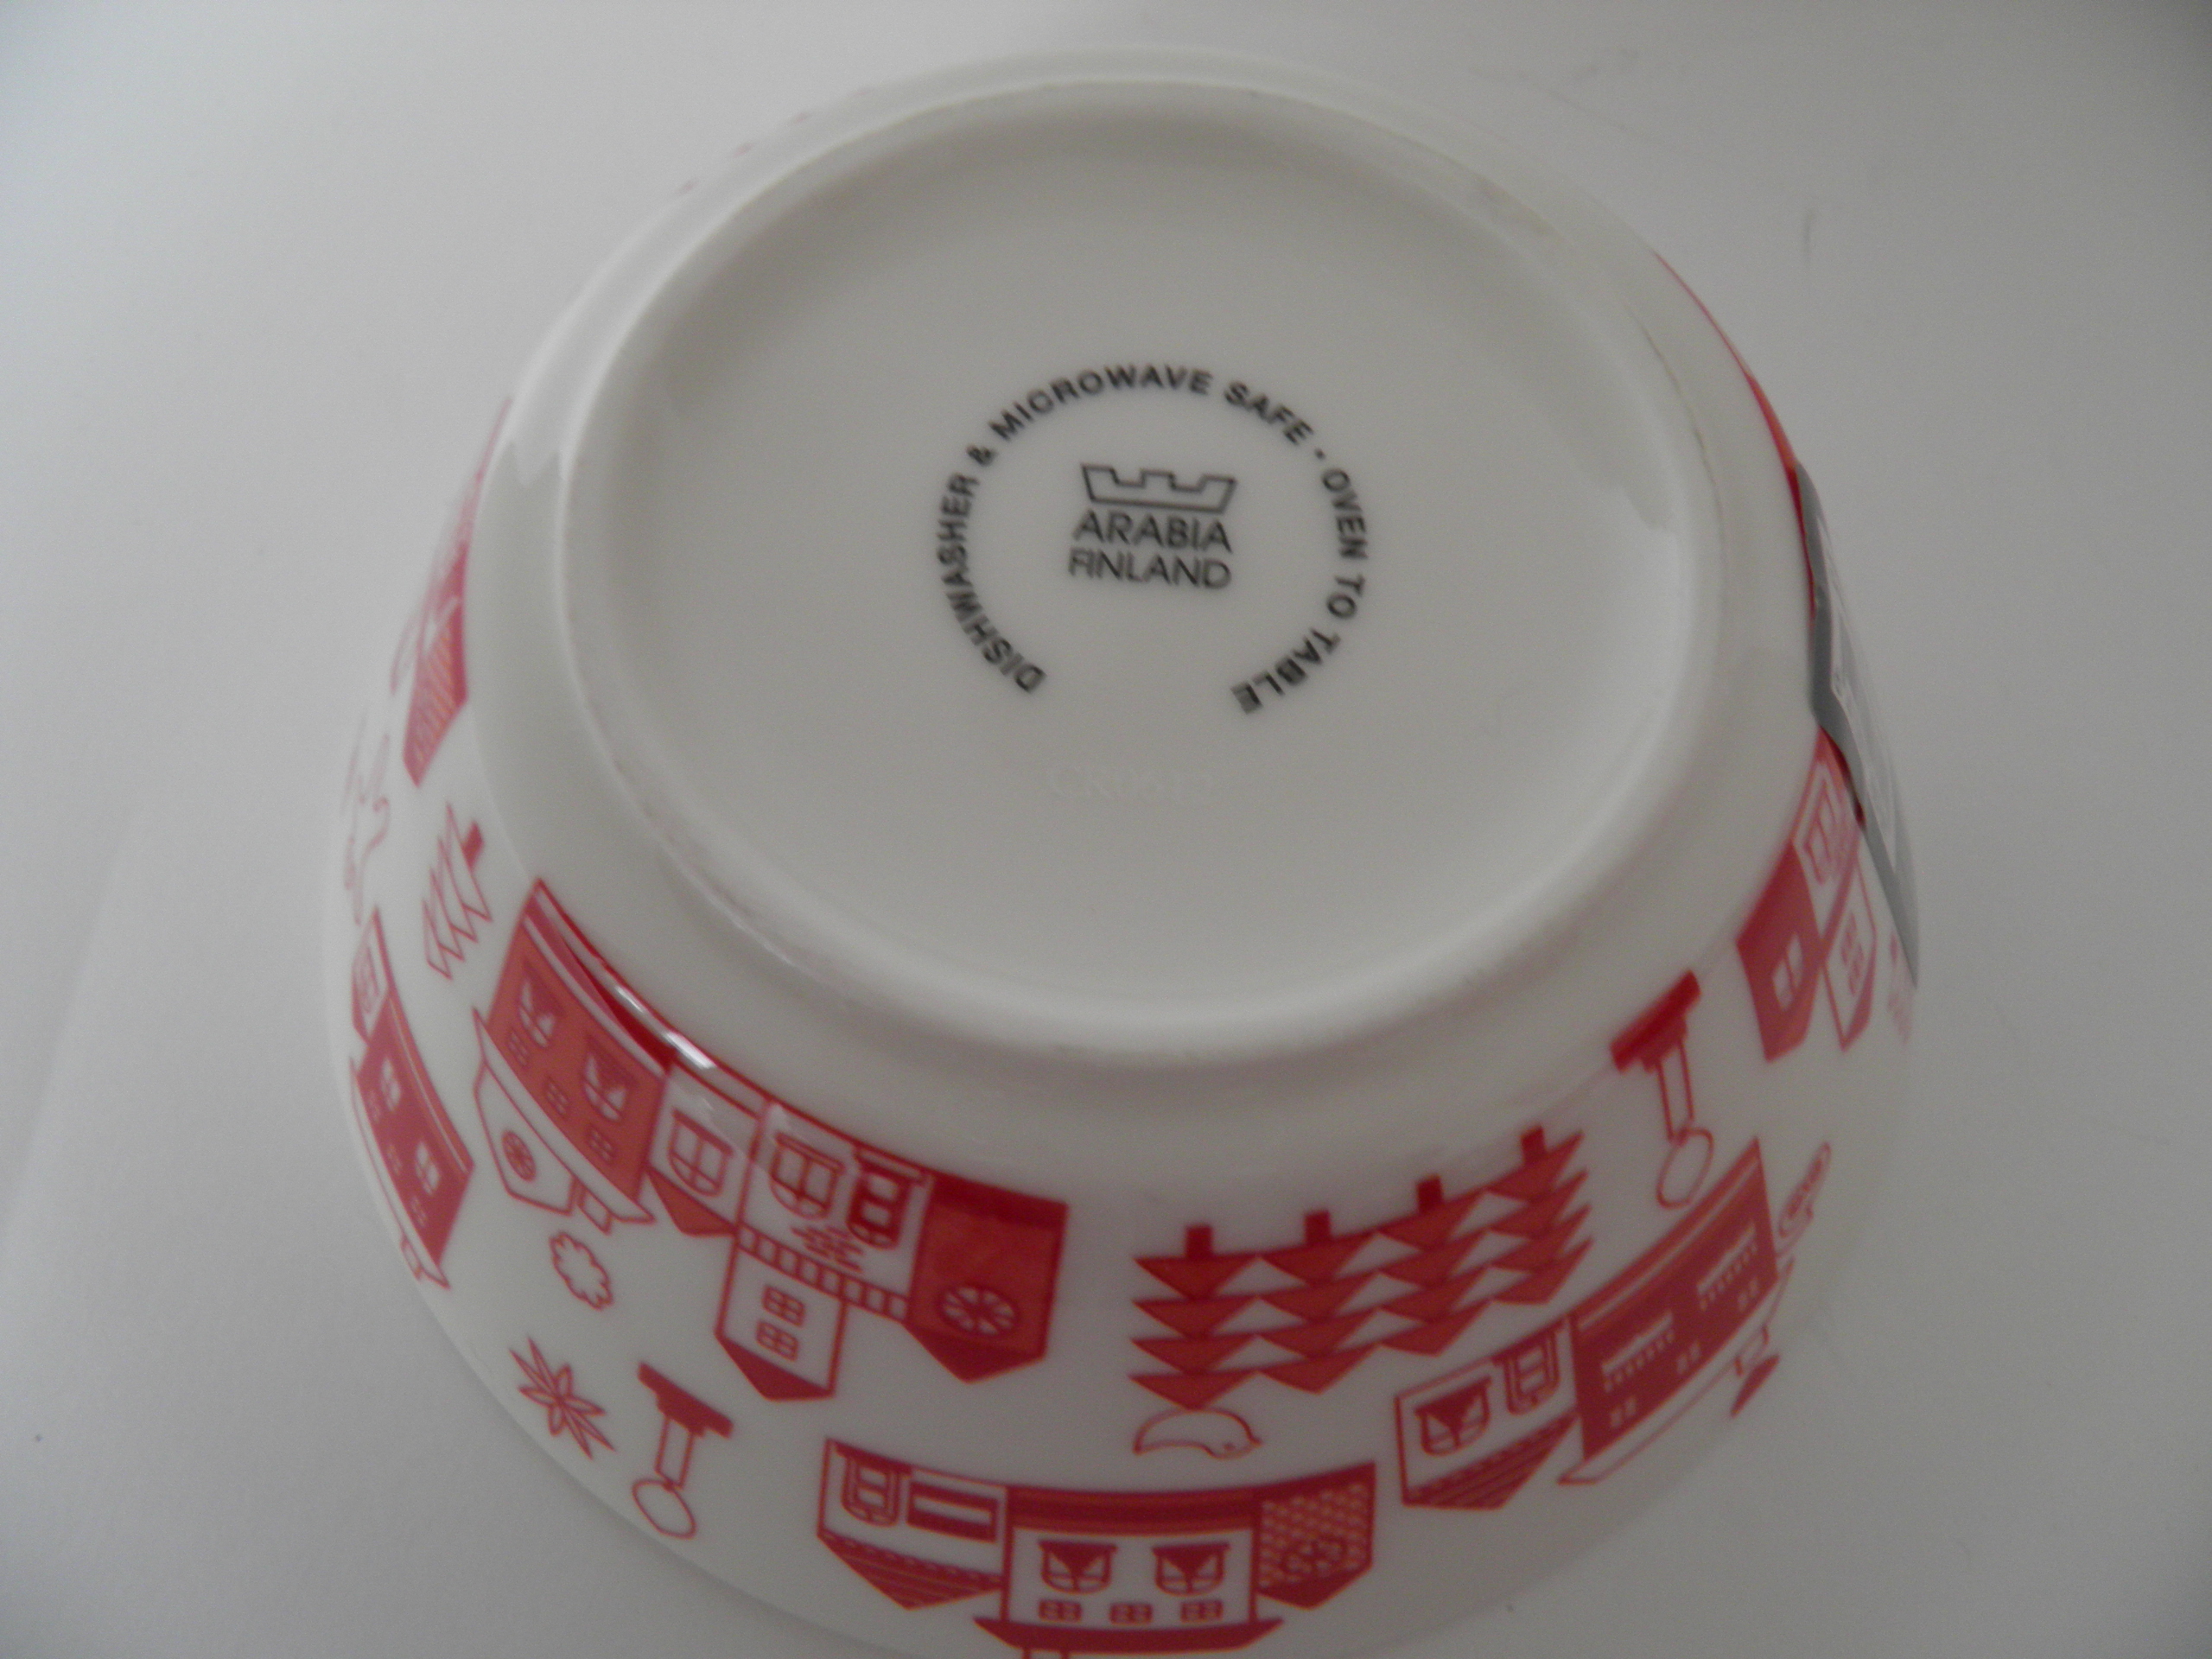 DISHWASHER & MICROWAVE SAFE · OVEN TO TABLE
ARABIA
FINLAND